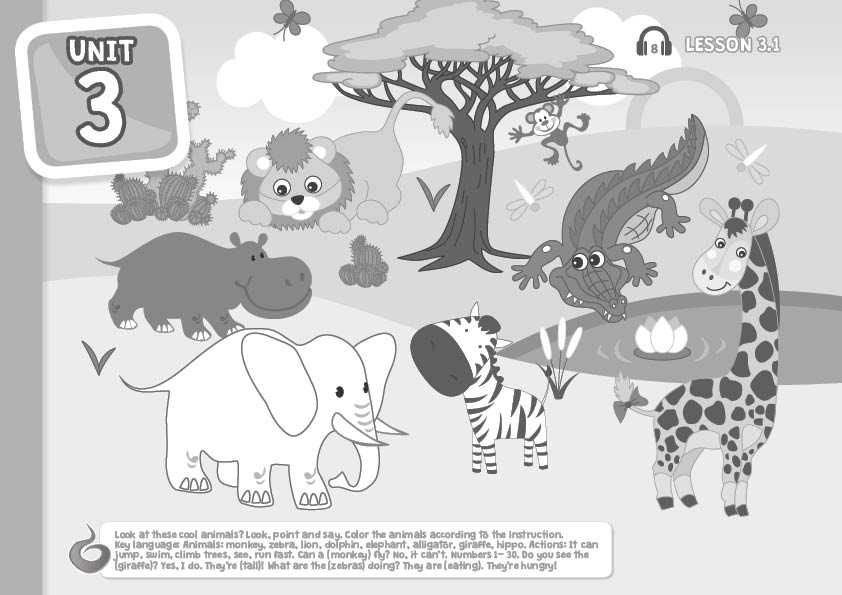 UNIT
3
8 LESSON 3.1
Look at these cool animals? Look, point and say. Color the animals according to the instruction.
Key language: Animals: monkey, zebra, lion, dolphin, elephant, alligator, giraffe, hippo. Actions: It can
jump, swim, climb trees, see, run fast. Can a (monkey) fly? No, it can't. Numbers 1- 30. Do you see the
(giraffe)? Yes, I do. They're (tall)! What are the (zebras) doing? They are (eating). They're hungry!